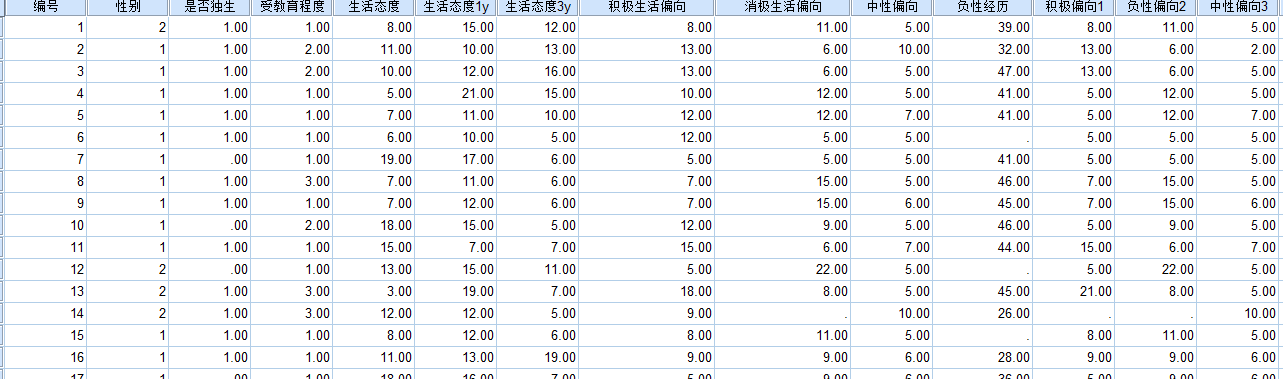 编号 性别 是否独生 受教育程度 生活态度 生活态度1y 生活态度3y 积极生活偏向 消极生活偏向 中性偏向 负性经历 积极偏向1 负性偏向2 中性偏向3
1 2 1.00 1.00 8.00 15.00 12.00 8.00 11.00 5.00 39.00 8.00 11.00 5.00
2 1 1.00 2.00 11.00 10.00 13.00 13.00 6.00 10.00 32.00 13.00 6.00 2.00
3 1 1.00 2.00 10.00 12.00 16.00 13.00 6.00 5.00 47.00 13.00 6.00 5.00
4 1 1.00 1.00 5.00 21.00 15.00 10.00 12.00 5.00 41.00 5.00 12.00 5.00
5 1 1.00 1.00 7.00 11.00 10.00 12.00 12.00 7.00 41.00 5.00 12.00 7.00
6 1 1.00 1.00 6.00 10.00 5.00 12.00 5.00 5.00 . 5.00 5.00 5.00
7 1 .00 1.00 19.00 17.00 6.00 5.00 5.00 5.00 41.00 5.00 5.00 5.00
8 1 1.00 3.00 7.00 11.00 6.00 7.00 15.00 5.00 46.00 7.00 15.00 5.00
9 1 1.00 1.00 7.00 12.00 6.00 7.00 15.00 6.00 45.00 7.00 15.00 6.00
10 1 .00 2.00 18.00 15.00 5.00 12.00 9.00 5.00 46.00 5.00 9.00 5.00
11 1 1.00 1.00 15.00 7.00 7.00 15.00 6.00 7.00 44.00 15.00 6.00 7.00
12 2 .00 1.00 13.00 15.00 11.00 5.00 22.00 5.00 . 5.00 22.00 5.00
13 2 1.00 3.00 3.00 19.00 7.00 18.00 8.00 5.00 45.00 21.00 8.00 5.00
14 2 1.00 3.00 12.00 12.00 5.00 9.00 . 10.00 26.00 . . 10.00
15 1 1.00 1.00 8.00 12.00 6.00 8.00 11.00 5.00 . 8.00 11.00 5.00
16 1 1.00 1.00 11.00 13.00 19.00 9.00 9.00 6.00 28.00 9.00 9.00 6.00
17 1 .00 1.00 18.00 16.00 7.00 5.00 9.00 6.00 36.00 5.00 9.00 6.00